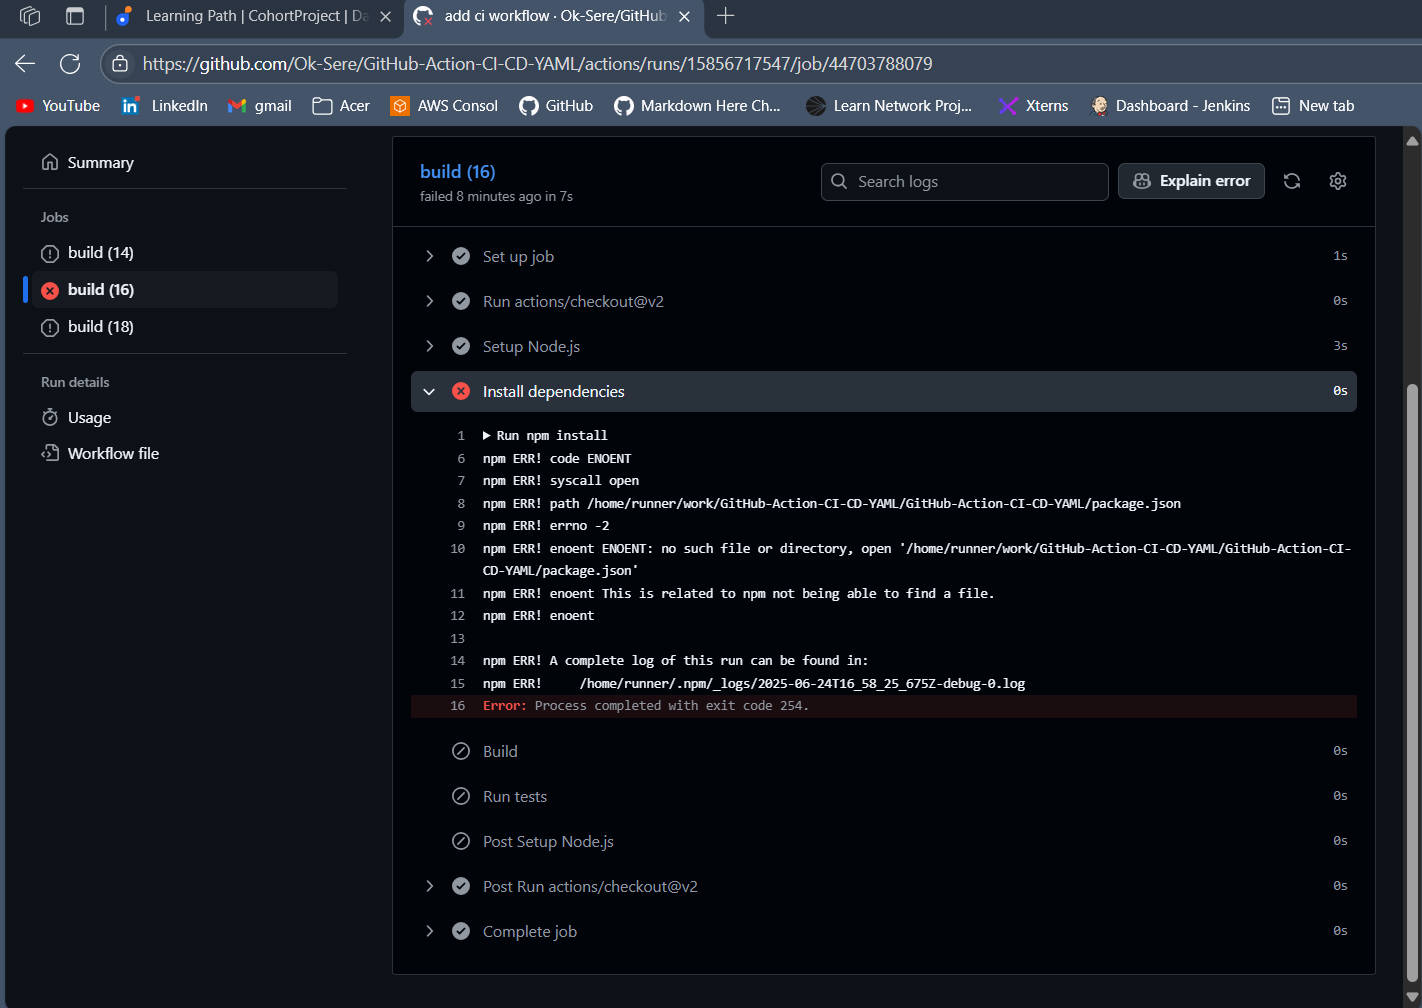 Learning Path | CohortProject | Da
add ci workflow · Ok-Sere/GitHub
https://github.com/Ok-Sere/GitHub-Action-CI-CD-YAML/actions/runs/15856717547/job/44703788079
YouTube LinkedIn gmail Acer AWS Consol GitHub Markdown Here Ch... Learn Network Proj... Xterns Dashboard - Jenkins New tab
Summary
Jobs
build (14)
build (16)
build (18)
Run details
Usage
Workflow file
build (16)
failed 8 minutes ago in 7s
Search logs
Explain error
Set up job 1s
Run actions/checkout@v2 0s
Setup Node.js 3s
Install dependencies 0s
1 Run npm install
6 npm ERR! code ENOENT
7 npm ERR! syscall open
8 npm ERR! path /home/runner/work/GitHub-Action-CI-CD-YAML/GitHub-Action-CI-CD-YAML/package.json
9 npm ERR! errno -2
10 npm ERR! enoent ENOENT: no such file or directory, open '/home/runner/work/GitHub-Action-CI-CD-YAML/GitHub-Action-CI-
CD-YAML/package.json'
11 npm ERR! enoent This is related to npm not being able to find a file.
12 npm ERR! enoent
13
14 npm ERR! A complete log of this run can be found in:
15 npm ERR!     /home/runner/.npm/_logs/2025-06-24T16_58_25_675Z-debug-0.log
16 Error: Process completed with exit code 254.
Build 0s
Run tests 0s
Post Setup Node.js 0s
Post Run actions/checkout@v2 0s
Complete job 0s